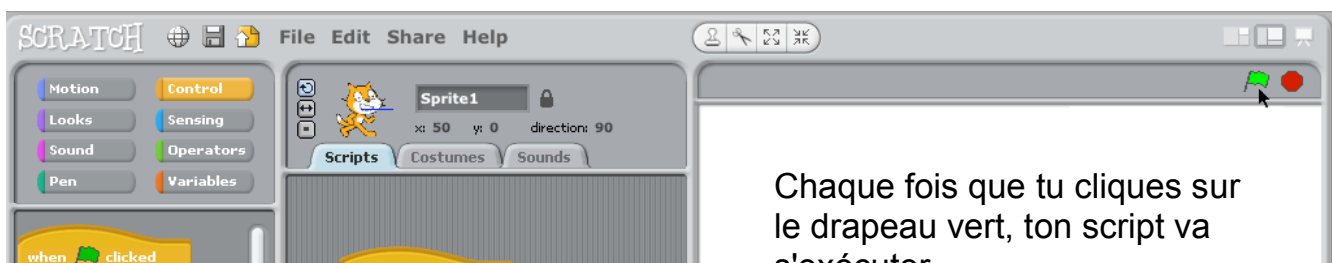 SCRATCH File Edit Share Help
Motion Control
Looks Sensing
Sound Operators
Pen Variables
Sprite1
x: 50 y: 0 direction: 90
Scripts Costumes Sounds
when clicked
Chaque fois que tu cliques sur
le drapeau vert, ton script va
s'exécuter